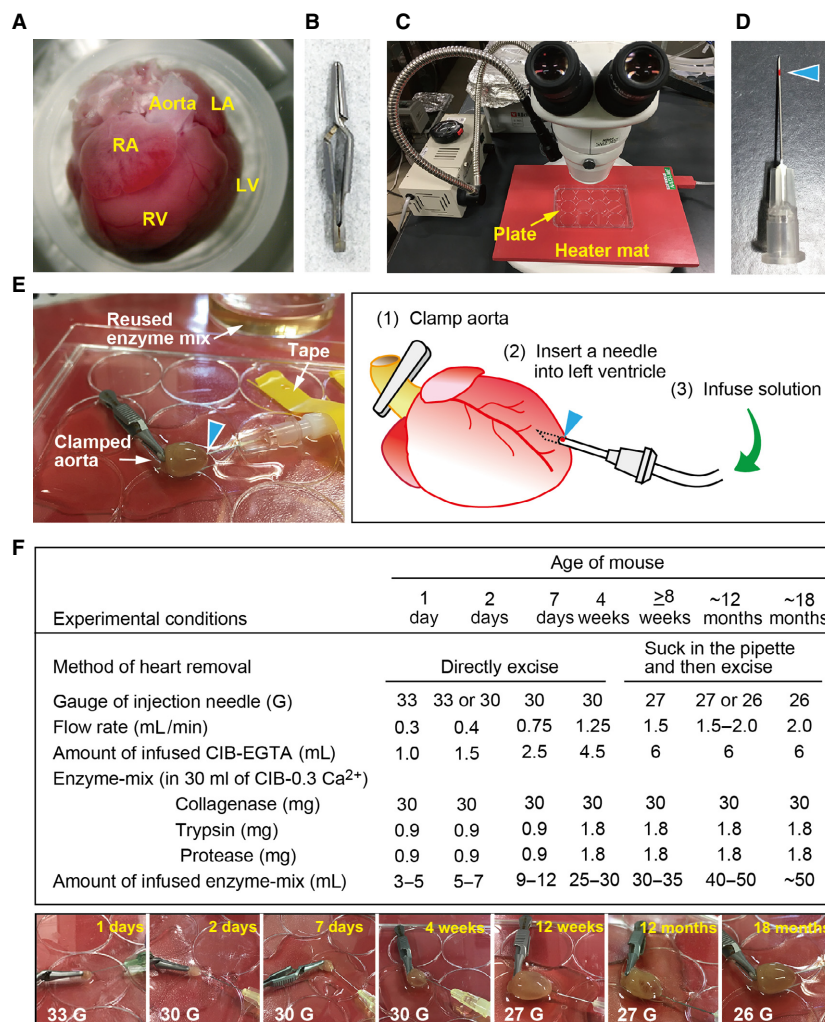 A
Aorta
LA
RA
LV
RV
B
C
Plate
Heater mat
D
E
Reused
enzyme mix
Tape
Clamped
aorta
(1) Clamp aorta
(2) Insert a needle
into left ventricle
(3) Infuse solution
F
Age of mouse
Experimental conditions 1 day 2 days 7 days 4 weeks ≥8 weeks ~12 months ~18 months
Method of heart removal Directly excise Suck in the pipette and then excise
Gauge of injection needle (G) 33 33 or 30 30 30 27 27 or 26 26
Flow rate (mL/min) 0.3 0.4 0.75 1.25 1.5 1.5–2.0 2.0
Amount of infused CIB-EGTA (mL) 1.0 1.5 2.5 4.5 6 6 6
Enzyme-mix (in 30 ml of CIB-0.3 Ca2+)
Collagenase (mg) 30 30 30 30 30 30 30
Trypsin (mg) 0.9 0.9 0.9 1.8 1.8 1.8 1.8
Protease (mg) 0.9 0.9 0.9 1.8 1.8 1.8 1.8
Amount of infused enzyme-mix (mL) 3–5 5–7 9–12 25–30 30–35 40–50 ~50
1 days 2 days 7 days 4 weeks 12 weeks 12 months 18 months
33 G 30 G 30 G 30 G 27 G 27 G 26 G